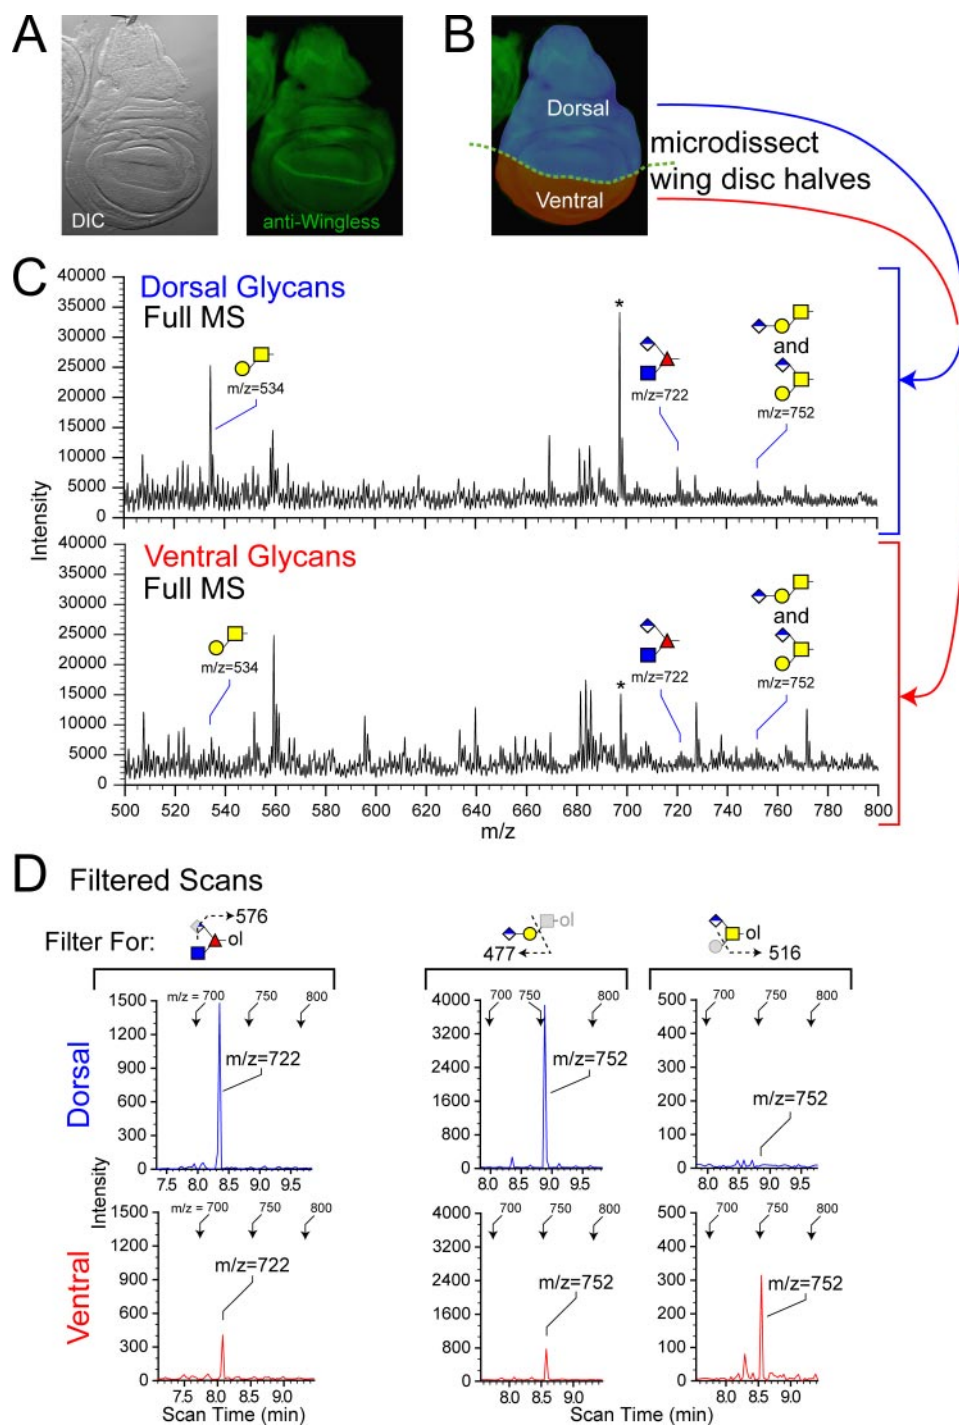 A
B
DIC
anti-Wingless
Dorsal
Ventral
microdissect
wing disc halves
C
Dorsal Glycans
Full MS
*
and
m/z=534
m/z=722
m/z=752
40000
35000
30000
25000
20000
15000
10000
5000
0
Intensity
Ventral Glycans
Full MS
*
and
m/z=534
m/z=722
m/z=752
40000
35000
30000
25000
20000
15000
10000
5000
0
500 520 540 560 580 600 620 640 660 680 700 720 740 760 780 800
m/z
D Filtered Scans
Filter For:
576
ol
477
ol
ol
516
Dorsal
1500
1200
900
600
300
0
m/z = 700 750 800
m/z=722
7.5 8.0 8.5 9.0 9.5
4000
3200
2400
1600
800
0
700 750 800
m/z=752
8.0 8.5 9.0 9.5
500
400
300
200
100
0
700 750 800
m/z=752
8.0 8.5 9.0 9.5
Intensity
Ventral
1500
1200
900
600
300
0
m/z = 700 750 800
m/z=722
7.5 8.0 8.5 9.0
Scan Time (min)
4000
3200
2400
1600
800
0
700 750 800
m/z=752
8.0 8.5 9.0
Scan Time (min)
500
400
300
200
100
0
700 750 800
m/z=752
8.0 8.5 9.0
Scan Time (min)